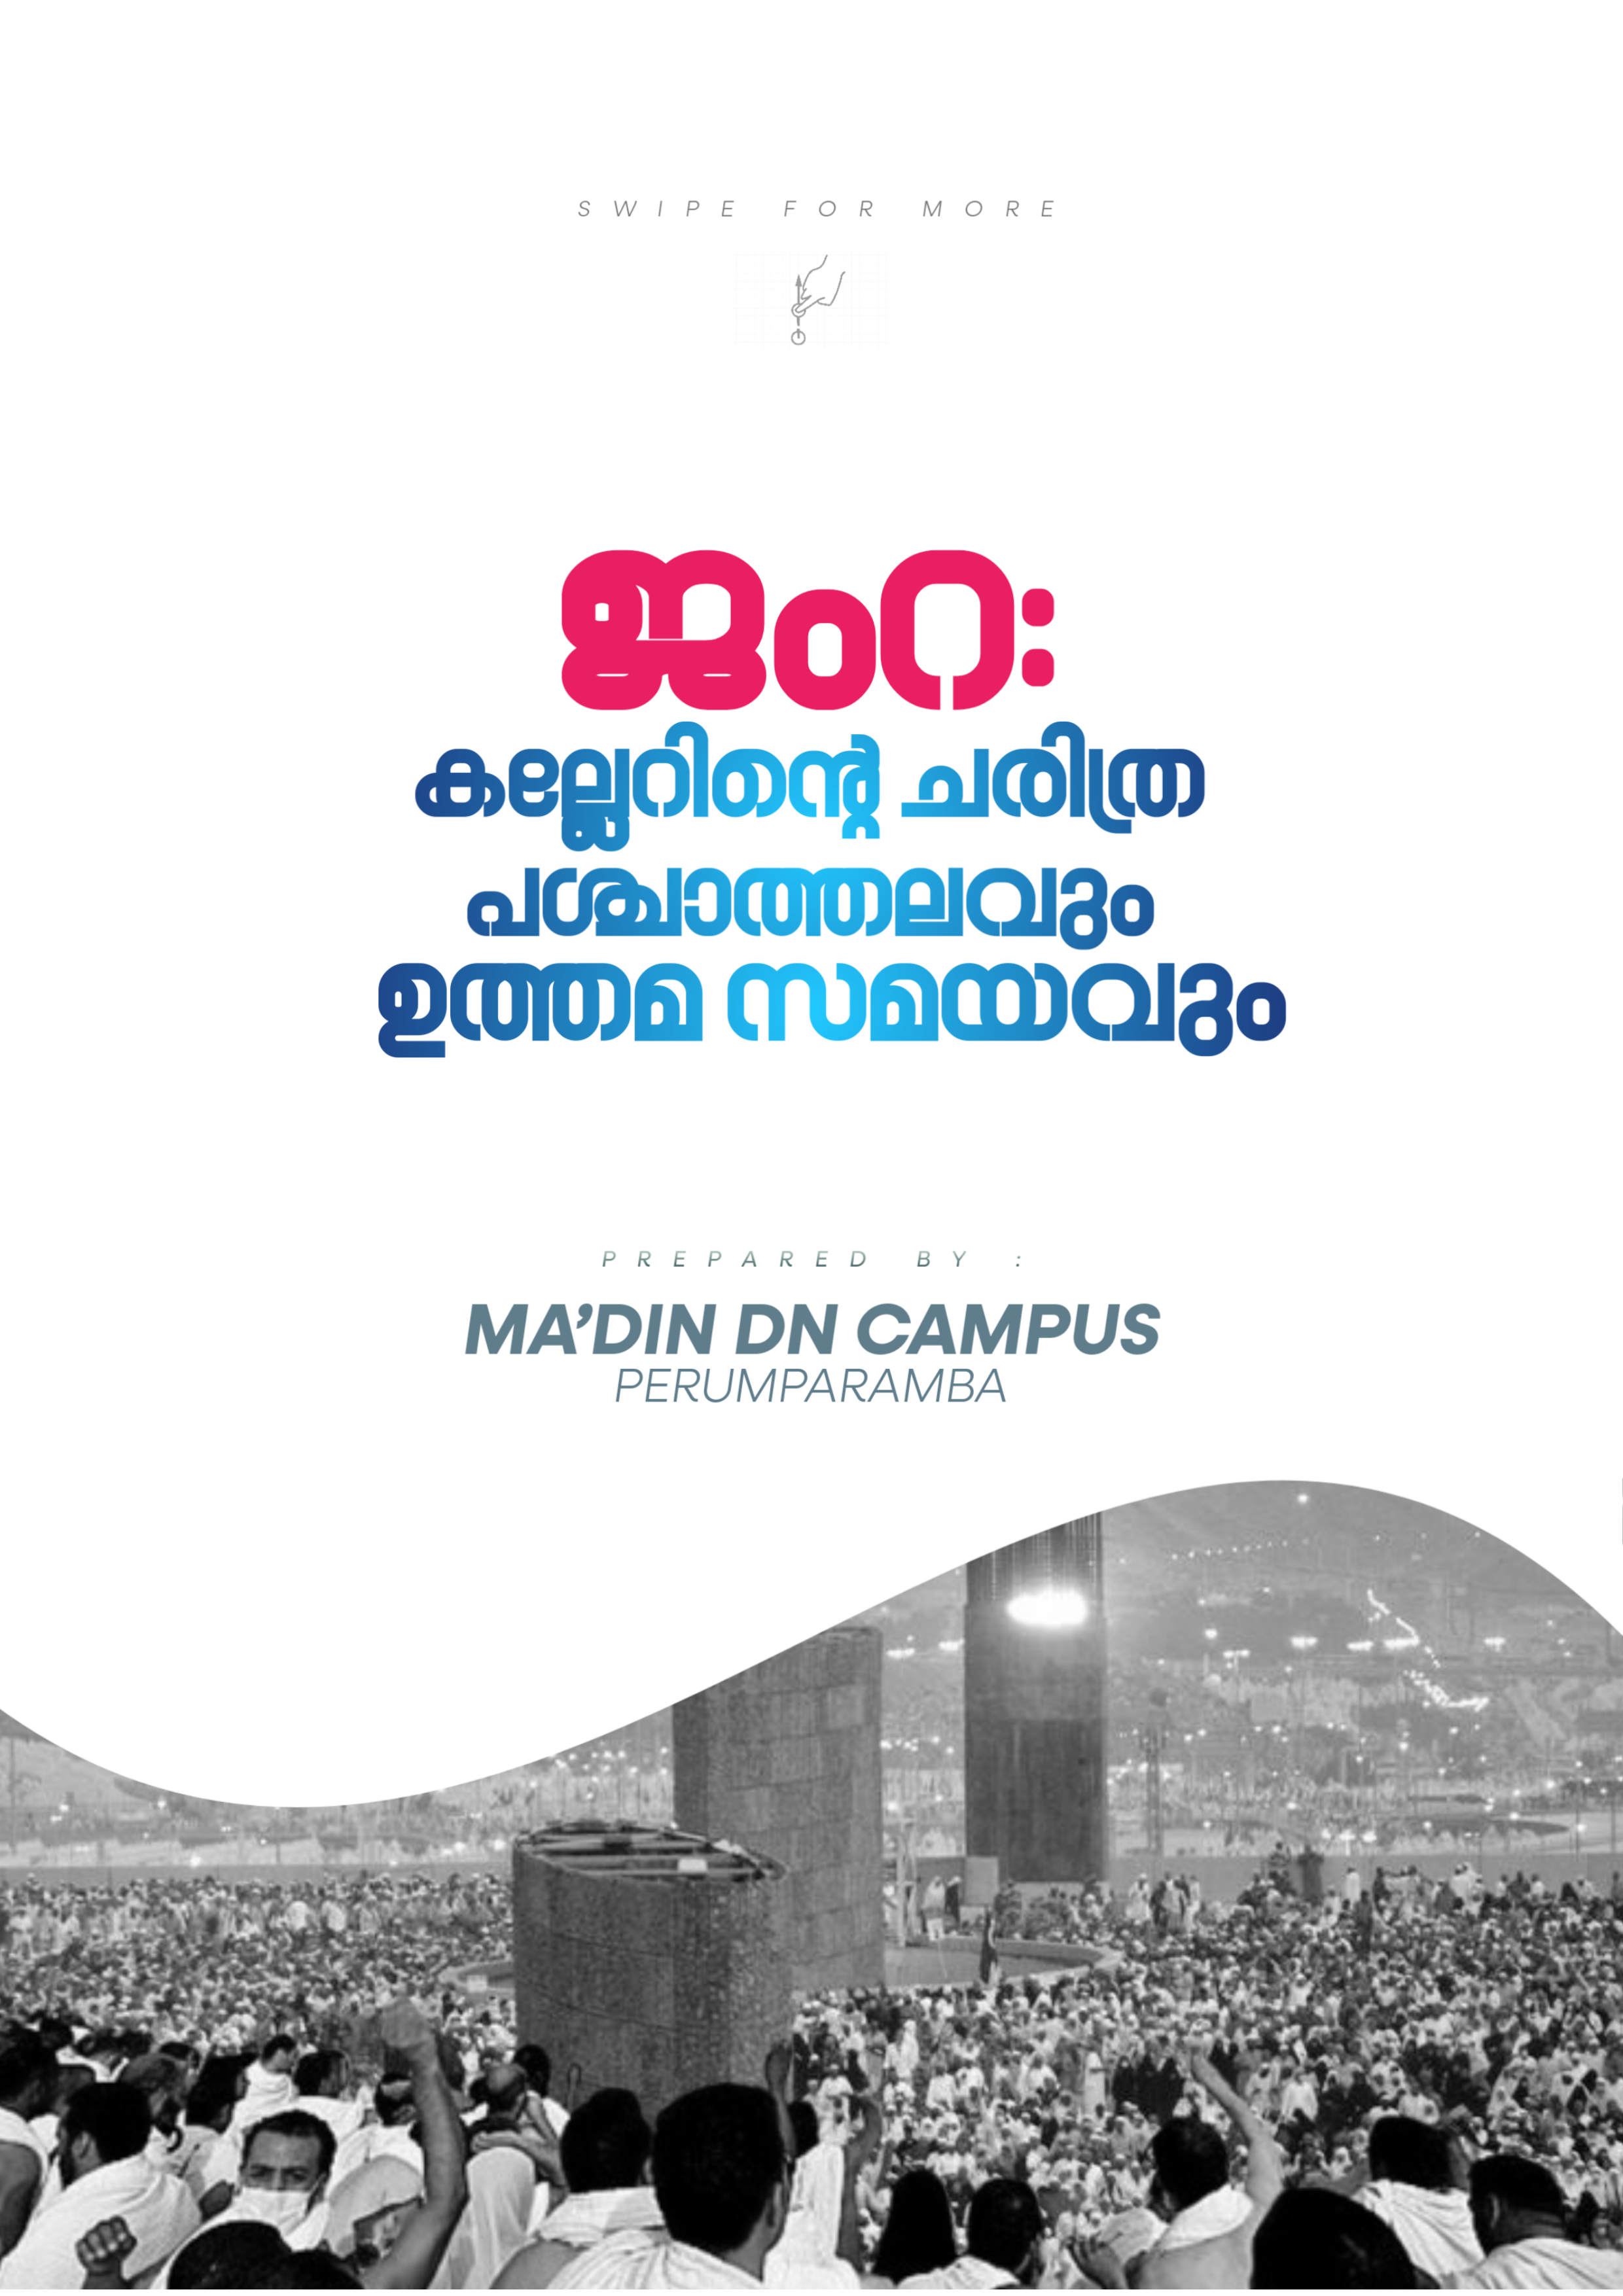 SWIPE FOR MORE
ജംറ:
കല്ലേറിന്റെ ചരിത്ര
പശ്ചാത്തലവും
ഉത്തമ സമയവും
PREPARED BY :
MA’DIN DN CAMPUS
PERUMPARAMBA